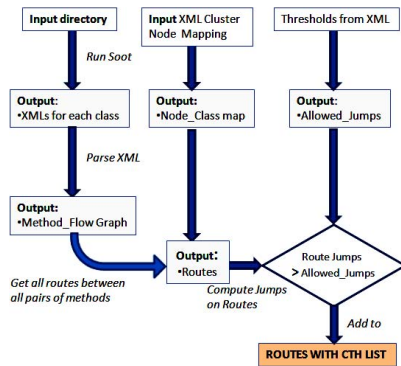 Input directory
Input XML Cluster
Node Mapping
Thresholds from XML
Run Soot
Output:
•XMLs for each class
Output:
•Node_Class map
Output:
•Allowed_Jumps
Parse XML
Output:
•Method_Flow Graph
Output:
•Routes
Route Jumps
> Allowed_Jumps
Get all routes between
all pairs of methods
Compute Jumps
on Routes
Add to
ROUTES WITH CTH LIST